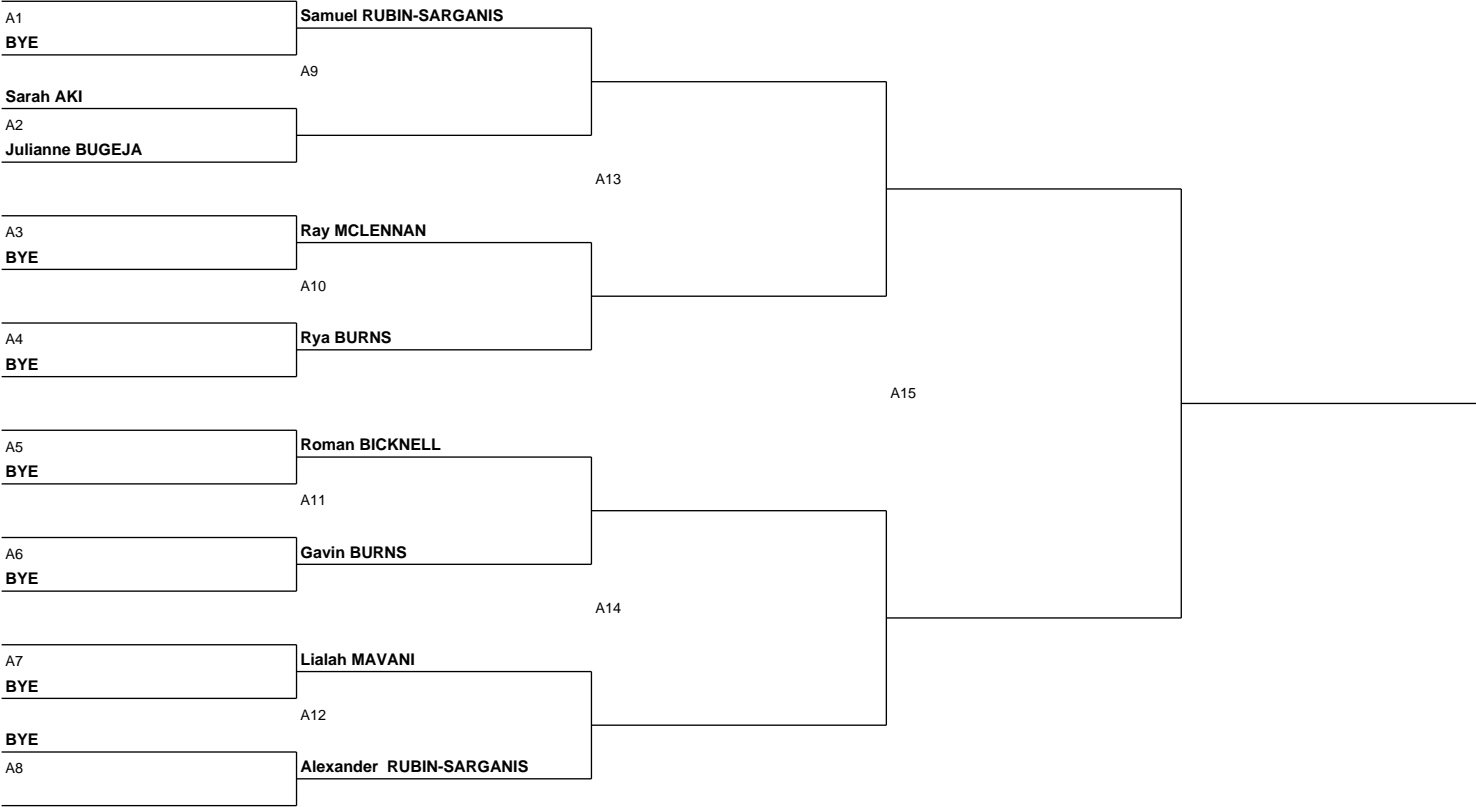 Samuel RUBIN-SARGANIS
A1
BYE
A9
Sarah AKI
A2
Julianne BUGEJA
A13
Ray MCLENNAN
A3
BYE
A10
Rya BURNS
A4
BYE
A15
Roman BICKNELL
A5
BYE
A11
Gavin BURNS
A6
BYE
A14
Lialah MAVANI
A7
BYE
A12
BYE
Alexander  RUBIN-SARGANIS
A8